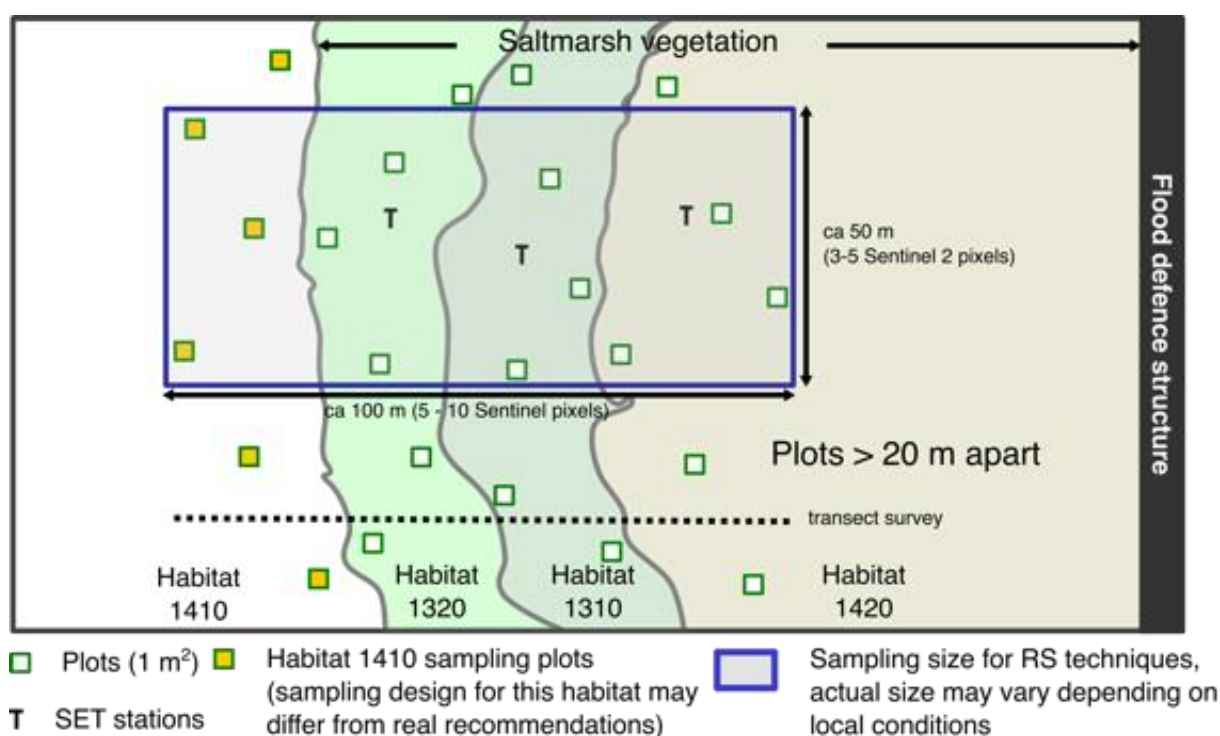 Saltmarsh vegetation
Flood defence structure
T
T
T
ca 50 m
(3-5 Sentinel 2 pixels)
ca 100 m (5 - 10 Sentinel pixels)
Plots > 20 m apart
transect survey
Habitat
1410
Habitat
1320
Habitat
1310
Habitat
1420
Plots (1 m²)
Habitat 1410 sampling plots
(sampling design for this habitat may
differ from real recommendations)
Sampling size for RS techniques,
actual size may vary depending on
local conditions
T SET stations